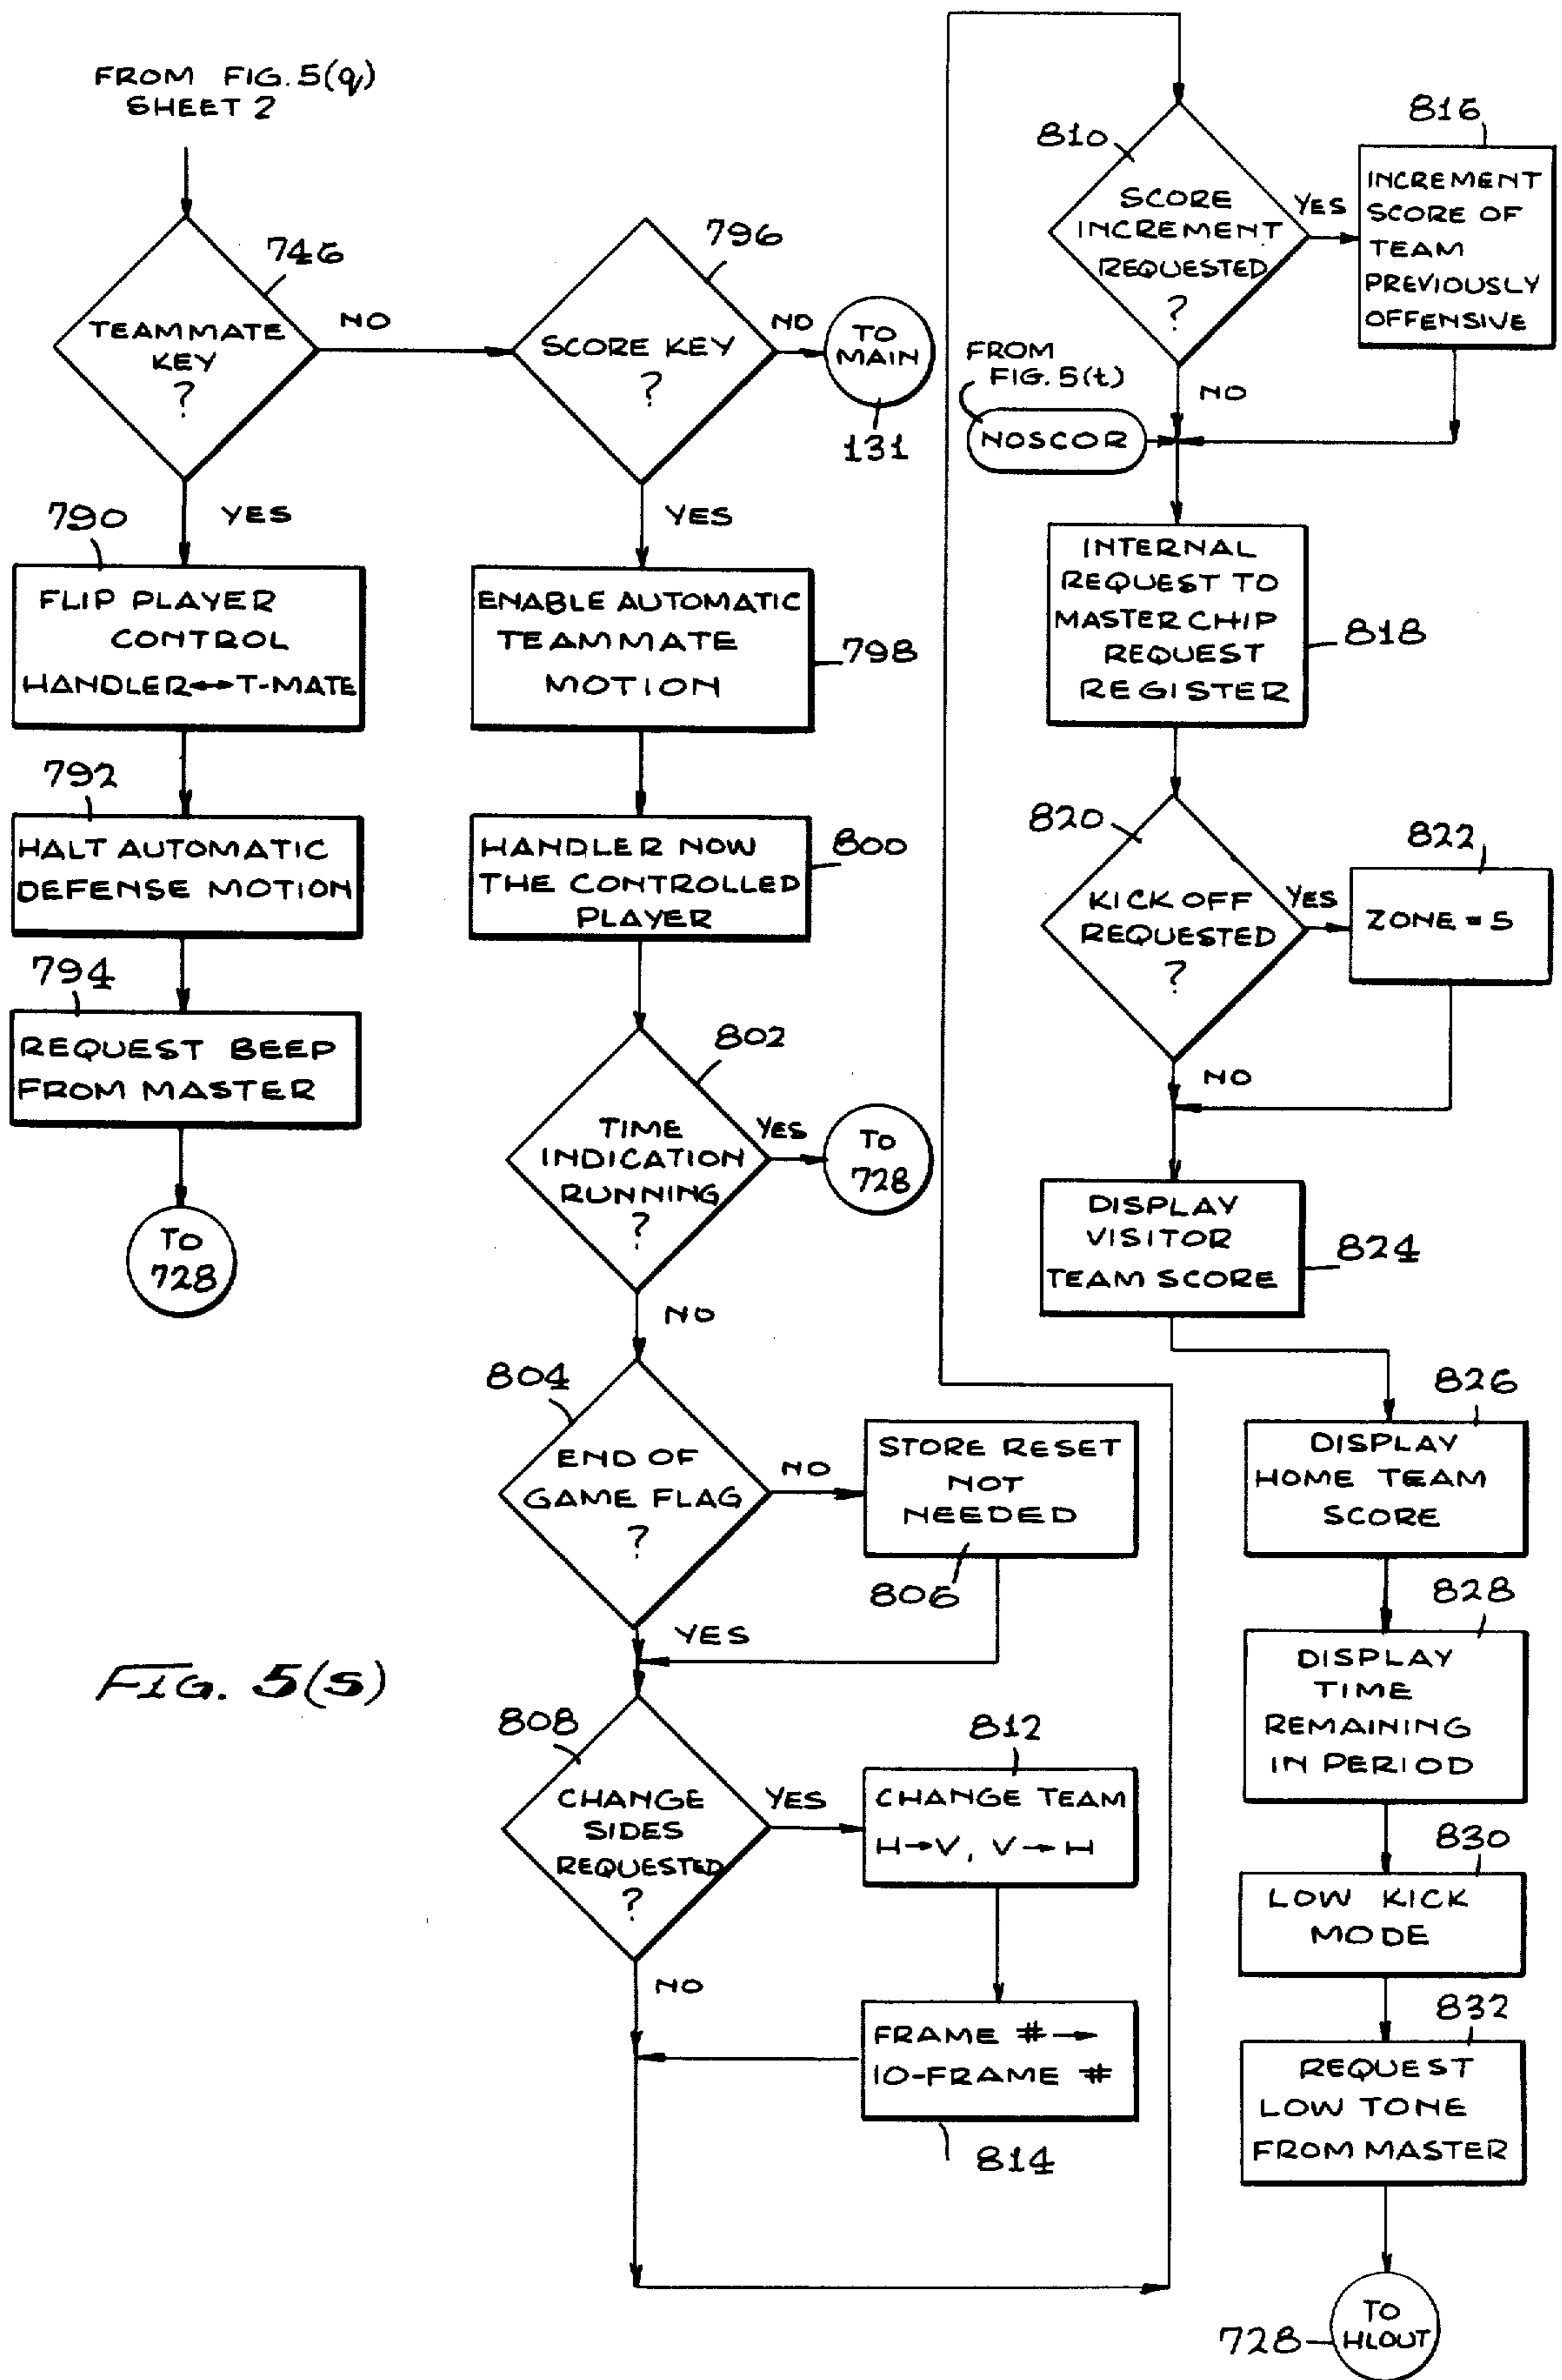 FROM FIG. 5(q)
SHEET 2
746
TEAMMATE
KEY
?
NO
YES
790
FLIP PLAYER
CONTROL
HANDLER↔T-MATE
792
HALT AUTOMATIC
DEFENSE MOTION
794
REQUEST BEEP
FROM MASTER
TO
728
796
SCORE KEY
?
NO
TO
MAIN
131
YES
ENABLE AUTOMATIC
TEAMMATE
MOTION
798
HANDLER NOW
THE CONTROLLED
PLAYER
800
802
TIME
INDICATION
RUNNING
?
YES
TO
728
NO
804
END OF
GAME FLAG
?
NO
STORE RESET
NOT
NEEDED
806
YES
808
CHANGE
SIDES
REQUESTED
?
YES
812
CHANGE TEAM
H→V, V→H
NO
FRAME #→
10-FRAME #
814
810
SCORE
INCREMENT
REQUESTED
?
YES
816
INCREMENT
SCORE OF
TEAM
PREVIOUSLY
OFFENSIVE
NO
FROM
FIG. 5(t)
NOSCOR
INTERNAL
REQUEST TO
MASTER CHIP
REQUEST
REGISTER
818
820
KICK OFF
REQUESTED
?
YES
822
ZONE = 5
NO
DISPLAY
VISITOR
TEAM SCORE
824
826
DISPLAY
HOME TEAM
SCORE
828
DISPLAY
TIME
REMAINING
IN PERIOD
830
LOW KICK
MODE
832
REQUEST
LOW TONE
FROM MASTER
728
TO
HLOUT
FIG. 5(s)